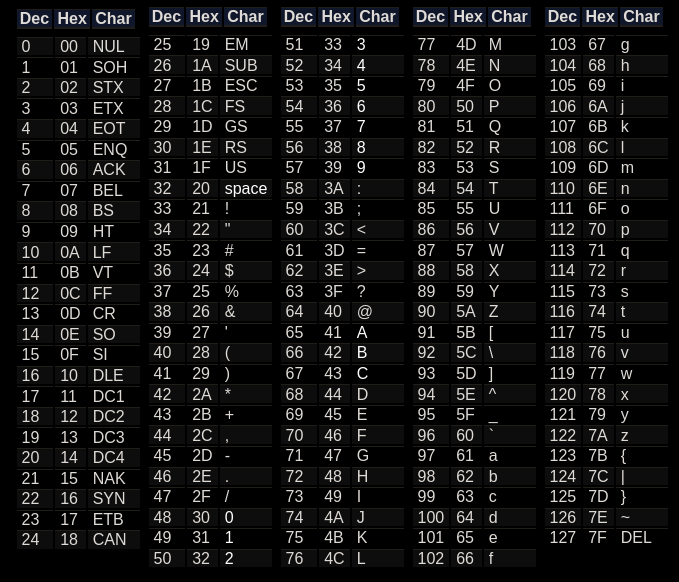 Dec Hex Char
0 00 NUL
1 01 SOH
2 02 STX
3 03 ETX
4 04 EOT
5 05 ENQ
6 06 ACK
7 07 BEL
8 08 BS
9 09 HT
10 0A LF
11 0B VT
12 0C FF
13 0D CR
14 0E SO
15 0F SI
16 10 DLE
17 11 DC1
18 12 DC2
19 13 DC3
20 14 DC4
21 15 NAK
22 16 SYN
23 17 ETB
24 18 CAN
Dec Hex Char
25 19 EM
26 1A SUB
27 1B ESC
28 1C FS
29 1D GS
30 1E RS
31 1F US
32 20 space
33 21 !
34 22 "
35 23 #
36 24 $
37 25 %
38 26 &
39 27 '
40 28 (
41 29 )
42 2A *
43 2B +
44 2C ,
45 2D -
46 2E .
47 2F /
48 30 0
49 31 1
50 32 2
Dec Hex Char
51 33 3
52 34 4
53 35 5
54 36 6
55 37 7
56 38 8
57 39 9
58 3A :
59 3B ;
60 3C <
61 3D =
62 3E >
63 3F ?
64 40 @
65 41 A
66 42 B
67 43 C
68 44 D
69 45 E
70 46 F
71 47 G
72 48 H
73 49 I
74 4A J
75 4B K
76 4C L
Dec Hex Char
77 4D M
78 4E N
79 4F O
80 50 P
81 51 Q
82 52 R
83 53 S
84 54 T
85 55 U
86 56 V
87 57 W
88 58 X
89 59 Y
90 5A Z
91 5B [
92 5C \
93 5D ]
94 5E ^
95 5F _
96 60 `
97 61 a
98 62 b
99 63 c
100 64 d
101 65 e
102 66 f
Dec Hex Char
103 67 g
104 68 h
105 69 i
106 6A j
107 6B k
108 6C l
109 6D m
110 6E n
111 6F o
112 70 p
113 71 q
114 72 r
115 73 s
116 74 t
117 75 u
118 76 v
119 77 w
120 78 x
121 79 y
122 7A z
123 7B {
124 7C |
125 7D }
126 7E ~
127 7F DEL